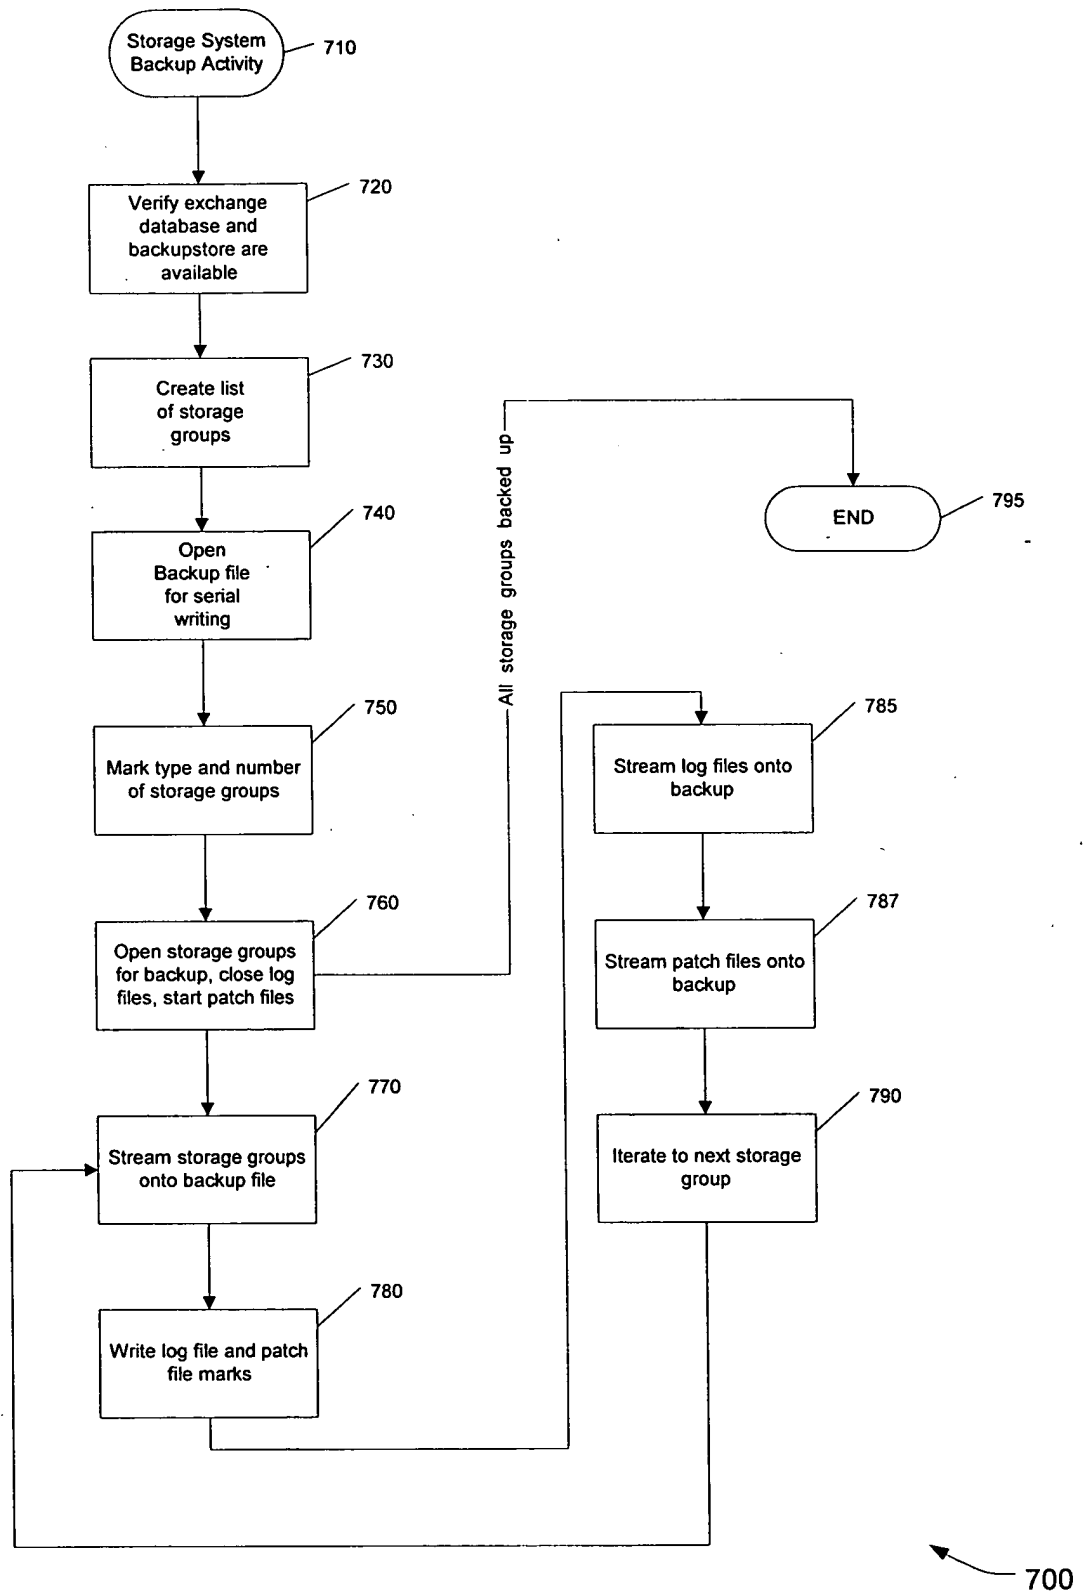 Storage System
Backup Activity
710
720
Verify exchange
database and
backupstore are
available
730
Create list
of storage
groups
740
Open
Backup file
for serial
writing
750
Mark type and number
of storage groups
760
Open storage groups
for backup, close log
files, start patch files
All storage groups backed up
END
795
770
Stream storage groups
onto backup file
780
Write log file and patch
file marks
785
Stream log files onto
backup
787
Stream patch files onto
backup
790
Iterate to next storage
group
700